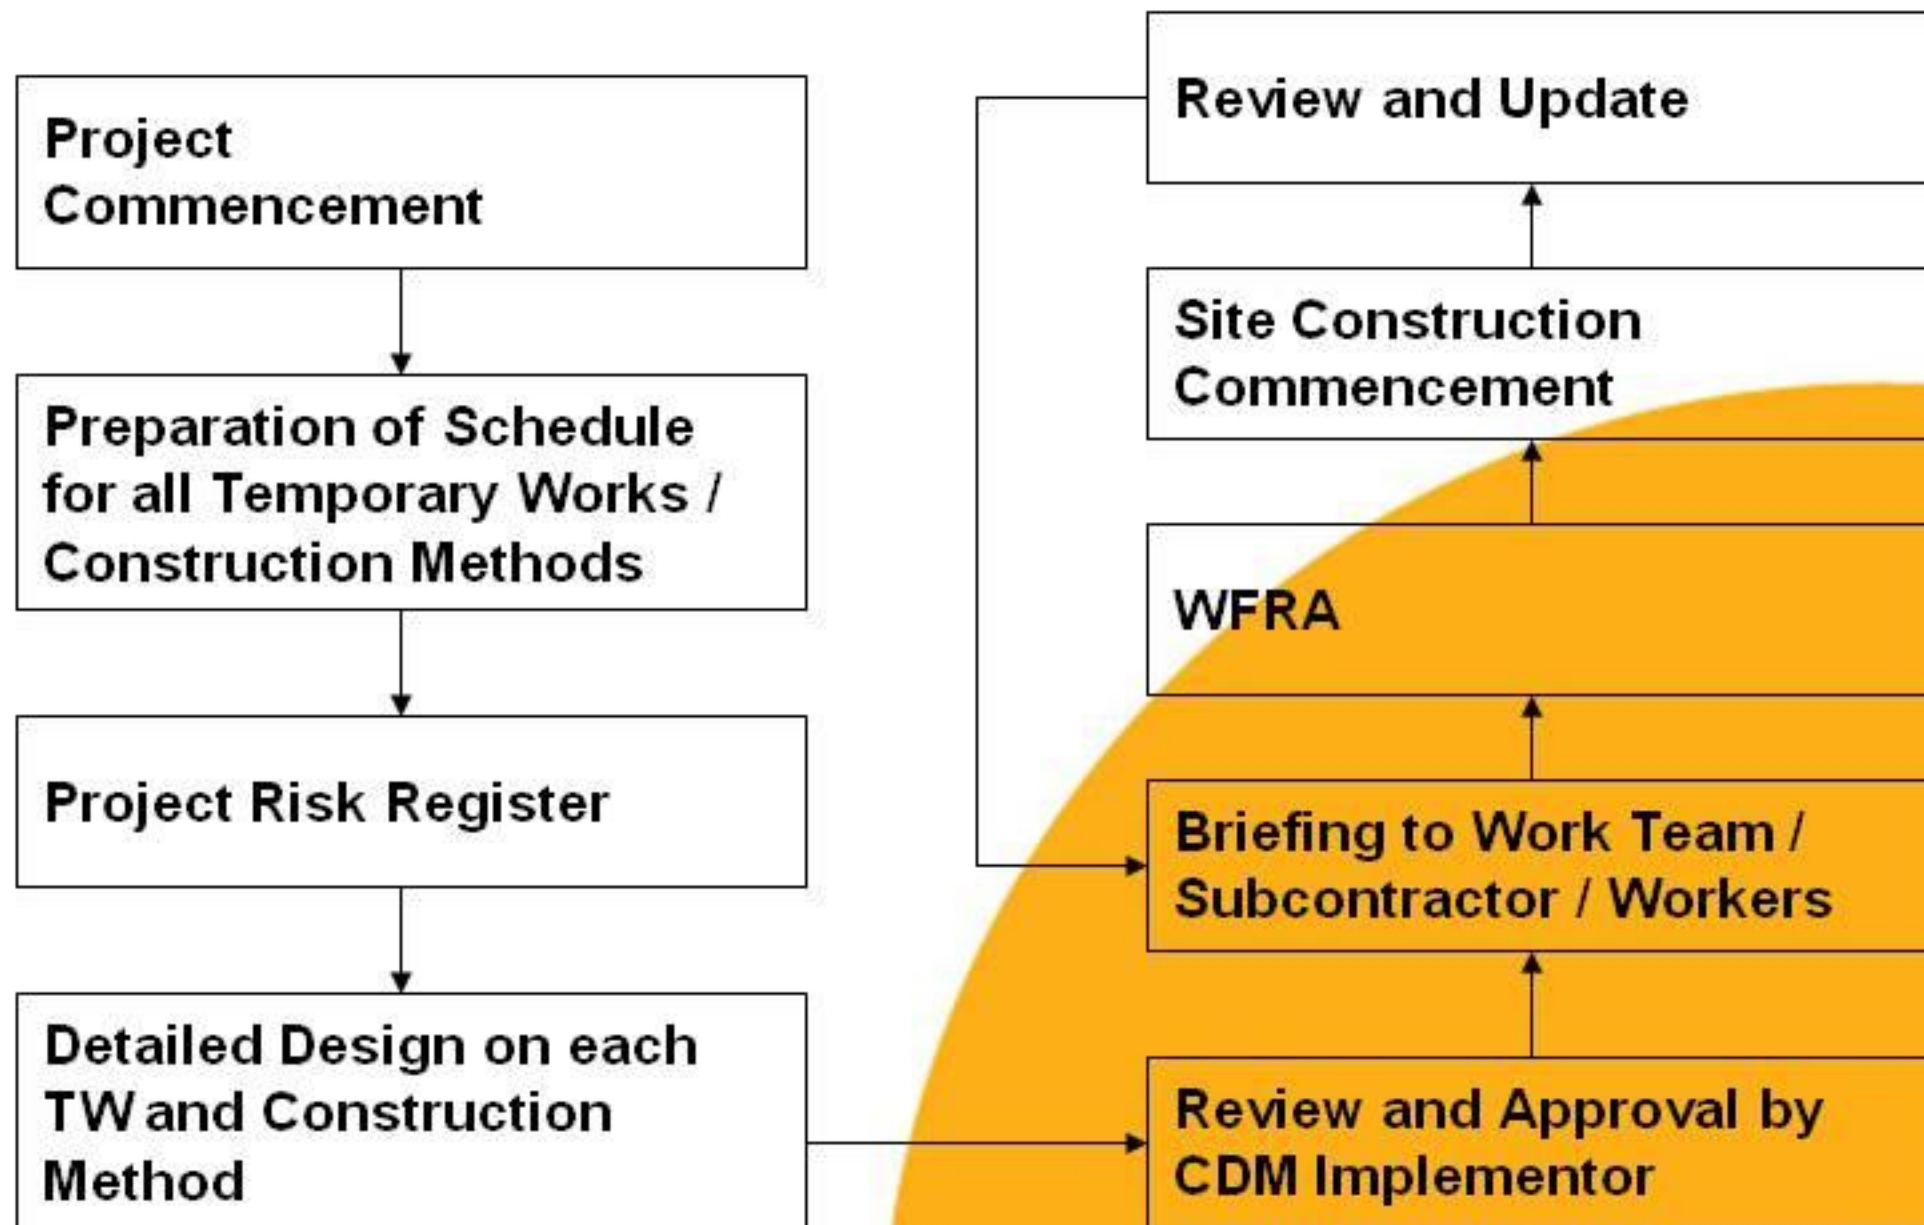 Project
Commencement
Preparation of Schedule
for all Temporary Works /
Construction Methods
Project Risk Register
Detailed Design on each
TW and Construction
Method
Review and Update
Site Construction
Commencement
WFRA
Briefing to Work Team /
Subcontractor / Workers
Review and Approval by
CDM Implementor